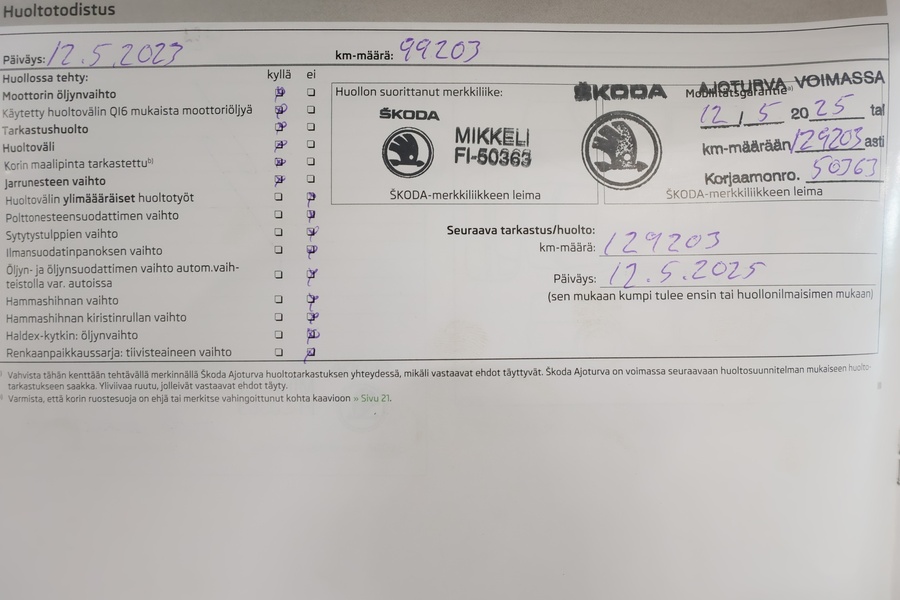 Huoltotodistus
Päiväys: 12.5.2023 km-määrä: 99203
Huollossa tehty: kyllä ei
Moottorin öljynvaihto
Käytetty huoltovälin QI6 mukaista moottoriöljyä
Tarkastushuolto
Huoltoväli
Korin maalipinta tarkastettu b)
Jarrunesteen vaihto
Huoltovälin ylimääräiset huoltotyöt
Polttonesteensuodattimen vaihto
Sytytystulppien vaihto
Ilmansuodatinpanoksen vaihto
Öljyn- ja öljynsuodattimen vaihto autom.vaih-
teistolla var. autoissa
Hammashihnan vaihto
Hammashihnan kiristinrullan vaihto
Haldex-kytkin: öljynvaihto
Renkaanpaikkaussarja: tiivisteaineen vaihto
Huollon suorittanut merkkiliike:
ŠKODA
MIKKELI
FI-50363
ŠKODA-merkkiliikkeen leima
ŠKODA
Mobiliteettigarantie a)
AJOTURVA VOIMASSA
12 / 5 2025 tai
km-määrään 129203 asti
Korjaamonro. 50363
ŠKODA-merkkiliikkeen leima
Seuraava tarkastus/huolto:
km-määrä: 129203
Päiväys: 12.5.2025
(sen mukaan kumpi tulee ensin tai huollonilmaisimen mukaan)
Vahvista tähän kenttään tehtävällä merkinnällä Škoda Ajoturva huoltotarkastuksen yhteydessä, mikäli vastaavat ehdot täyttyvät. Škoda Ajoturva on voimassa seuraavaan huoltosuunnitelman mukaiseen huolto-
tarkastukseen saakka. Yliviivaa ruutu, jolleivät vastaavat ehdot täyty.
Varmista, että korin ruostesuoja on ehjä tai merkitse vahingoittunut kohta kaavioon » Sivu 21.